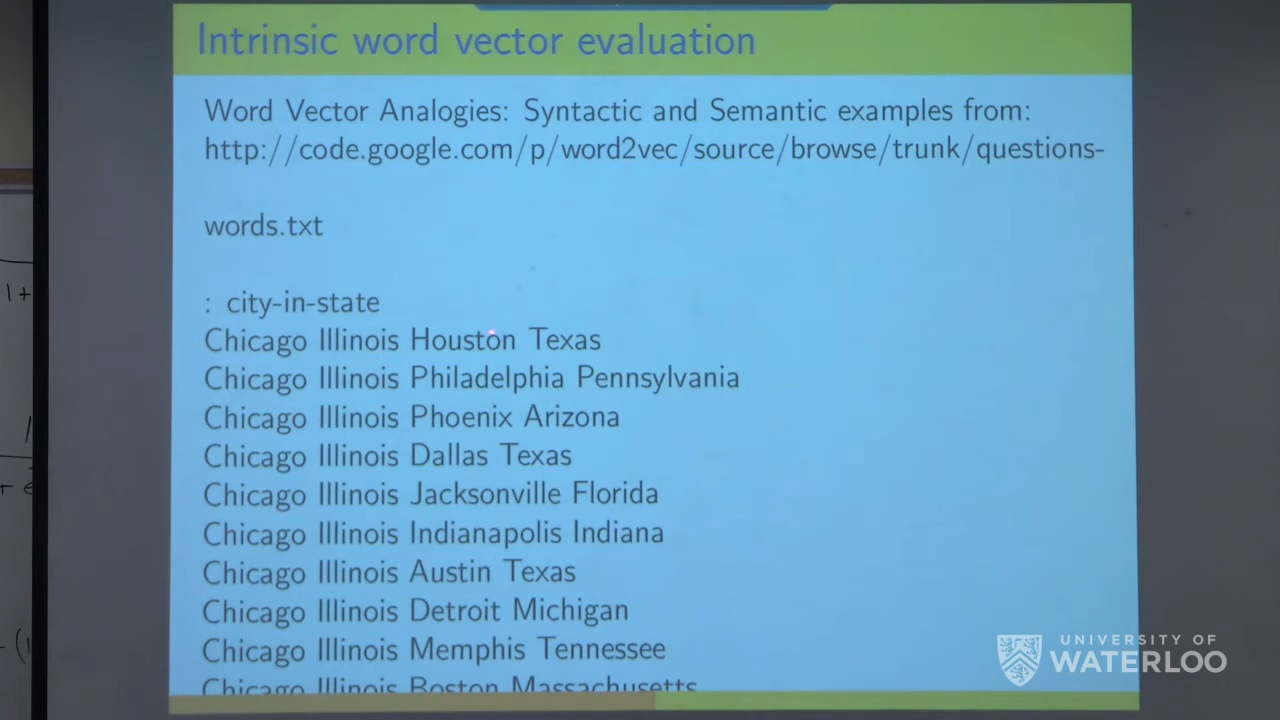 Intrinsic word vector evaluation
Word Vector Analogies: Syntactic and Semantic examples from:
http://code.google.com/p/word2vec/source/browse/trunk/questions-
words.txt
: city-in-state
Chicago Illinois Houston Texas
Chicago Illinois Philadelphia Pennsylvania
Chicago Illinois Phoenix Arizona
Chicago Illinois Dallas Texas
Chicago Illinois Jacksonville Florida
Chicago Illinois Indianapolis Indiana
Chicago Illinois Austin Texas
Chicago Illinois Detroit Michigan
Chicago Illinois Memphis Tennessee
Chicago Illinois Boston Massachusetts
1+
UNIVERSITY OF
WATERLOO